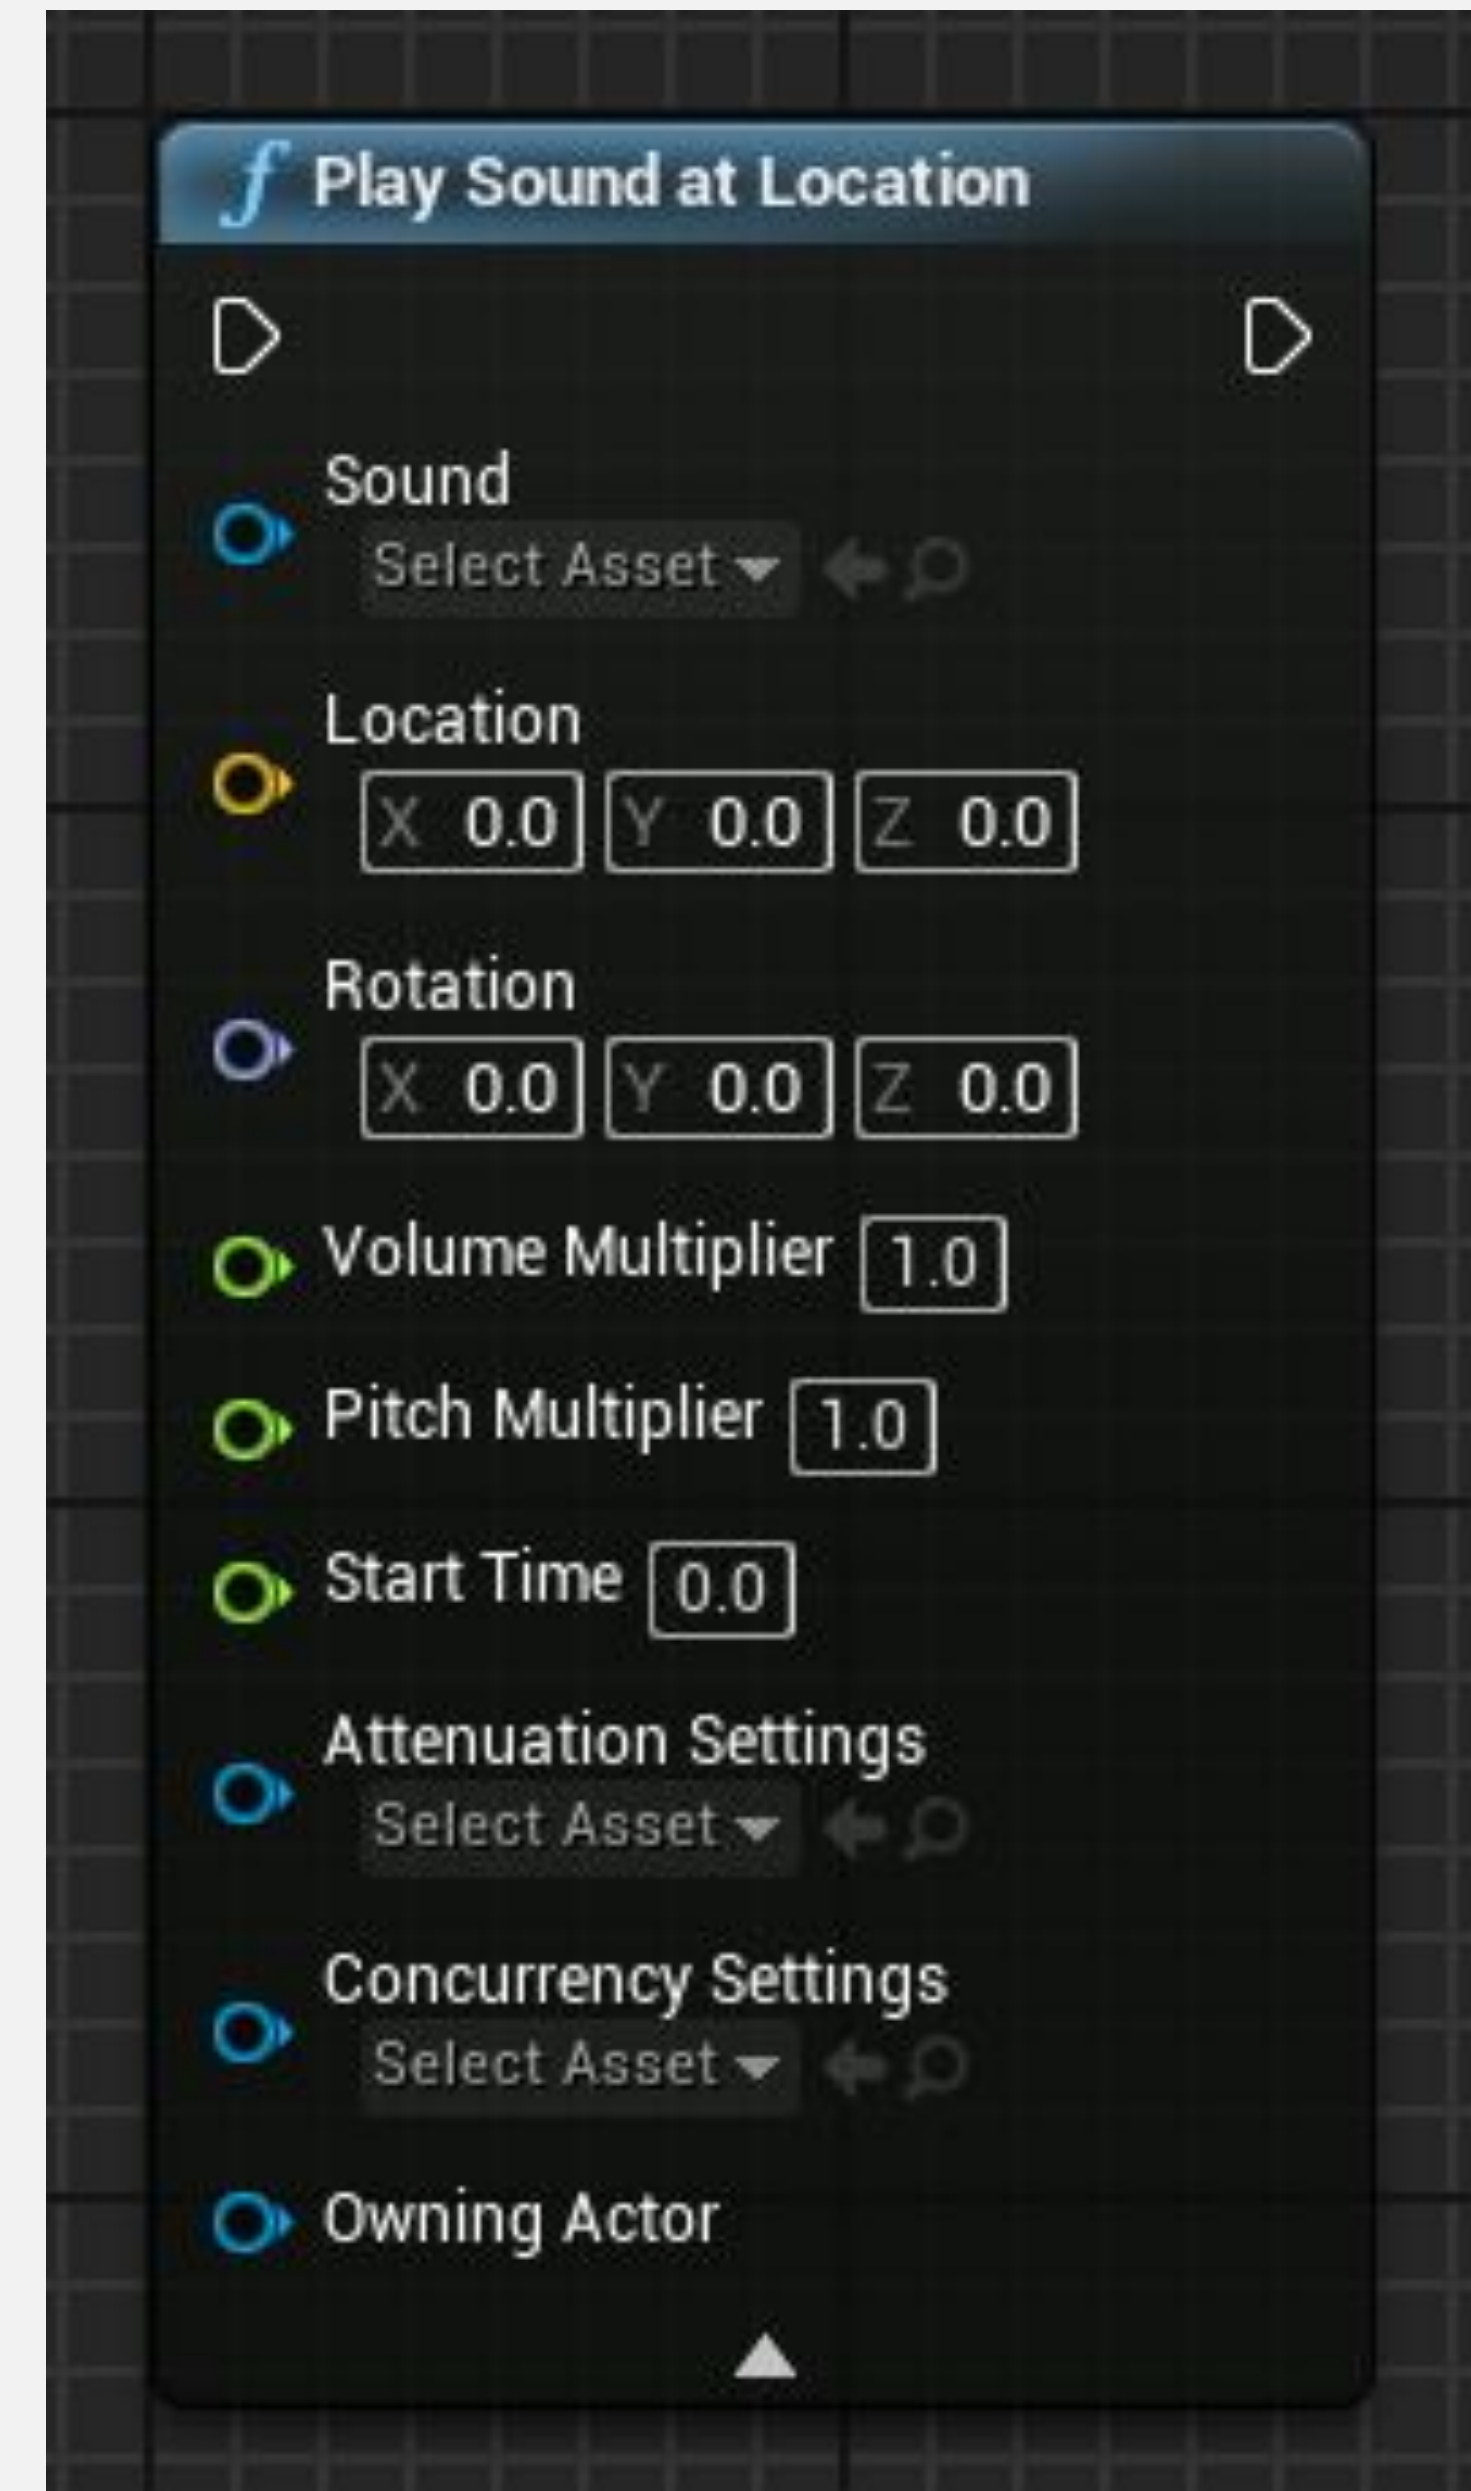 f Play Sound at Location
Sound
Select Asset
Location
X 0.0 Y 0.0 Z 0.0
Rotation
X 0.0 Y 0.0 Z 0.0
Volume Multiplier 1.0
Pitch Multiplier 1.0
Start Time 0.0
Attenuation Settings
Select Asset
Concurrency Settings
Select Asset
Owning Actor